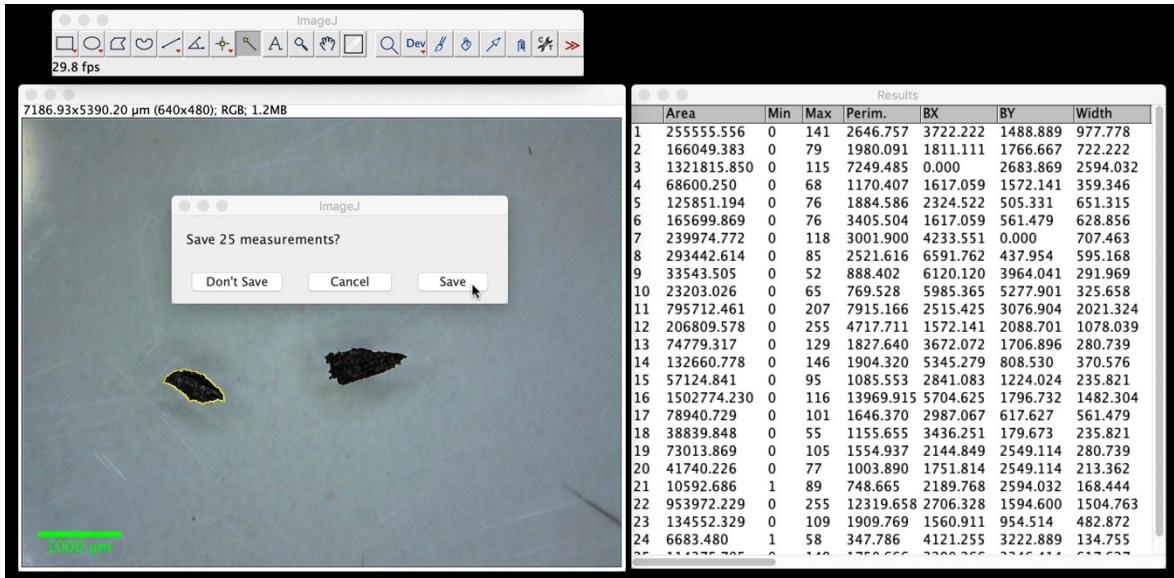 ImageJ
Dev
29.8 fps
7186.93x5390.20 µm (640x480); RGB; 1.2MB
ImageJ
Save 25 measurements?
Don't Save Cancel Save
1000 µm
Results
Area Min Max Perim. BX BY Width
1 255555.556 0 141 2646.757 3722.222 1488.889 977.778
2 166049.383 0 79 1980.091 1811.111 1766.667 722.222
3 1321815.850 0 115 7249.485 0.000 2683.869 2594.032
4 68600.250 0 68 1170.407 1617.059 1572.141 359.346
5 125851.194 0 76 1884.586 2324.522 505.331 651.315
6 165699.869 0 76 3405.504 1617.059 561.479 628.856
7 239974.772 0 118 3001.900 4233.551 0.000 707.463
8 293442.614 0 85 2521.616 6591.762 437.954 595.168
9 33543.505 0 52 888.402 6120.120 3964.041 291.969
10 23203.026 0 65 769.528 5985.365 5277.901 325.658
11 795712.461 0 207 7915.166 2515.425 3076.904 2021.324
12 206809.578 0 255 4717.711 1572.141 2088.701 1078.039
13 74779.317 0 129 1827.640 3672.072 1706.896 280.739
14 132660.778 0 146 1904.320 5345.279 808.530 370.576
15 57124.841 0 95 1085.553 2841.083 1224.024 235.821
16 1502774.230 0 116 13969.915 5704.625 1796.732 1482.304
17 78940.729 0 101 1646.370 2987.067 617.627 561.479
18 38839.848 0 55 1155.655 3436.251 179.673 235.821
19 73013.869 0 105 1554.937 2144.849 2549.114 280.739
20 41740.226 0 77 1003.890 1751.814 2549.114 213.362
21 10592.686 1 89 748.665 2189.768 2594.032 168.444
22 953972.229 0 255 12319.658 2706.328 1594.600 1504.763
23 134552.329 0 109 1909.769 1560.911 954.514 482.872
24 6683.480 1 58 347.786 4121.255 3222.889 134.755